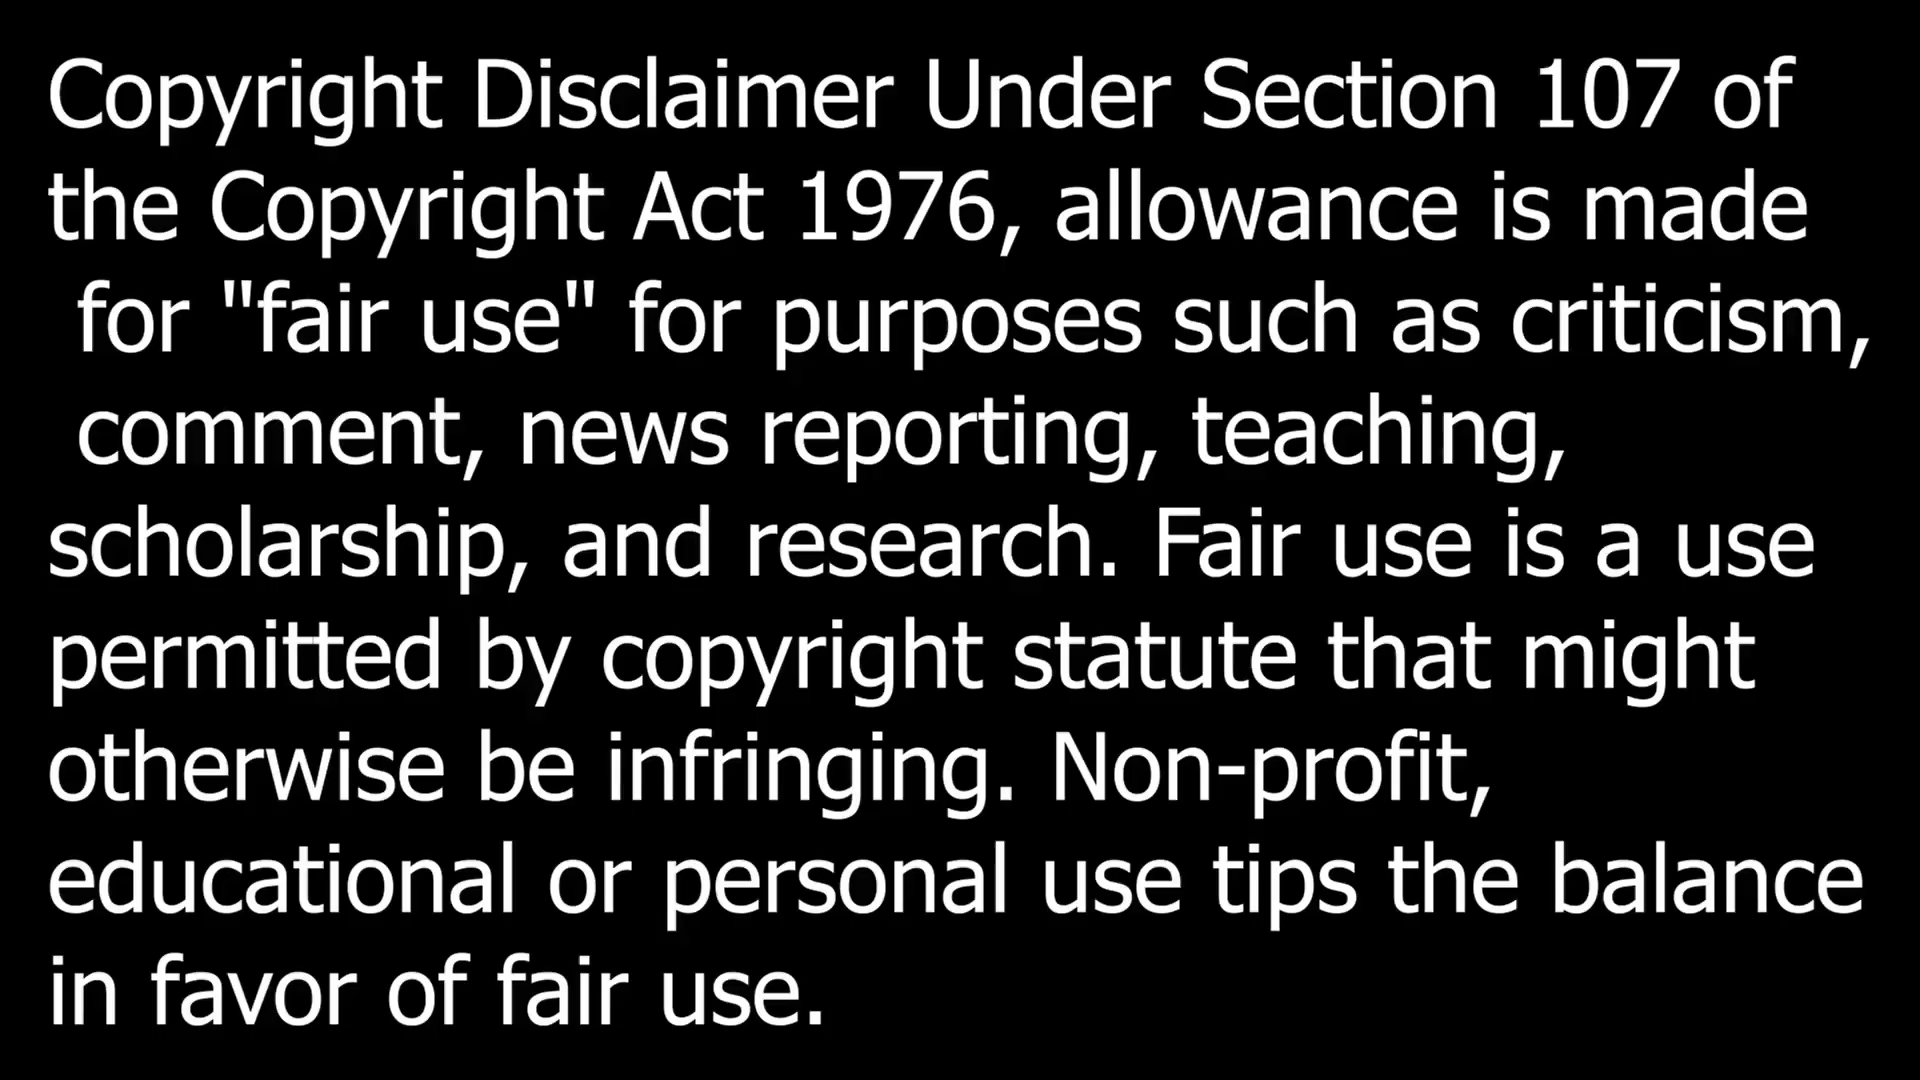 Copyright Disclaimer Under Section 107 of
the Copyright Act 1976, allowance is made
for "fair use" for purposes such as criticism,
comment, news reporting, teaching,
scholarship, and research. Fair use is a use
permitted by copyright statute that might
otherwise be infringing. Non-profit,
educational or personal use tips the balance
in favor of fair use.